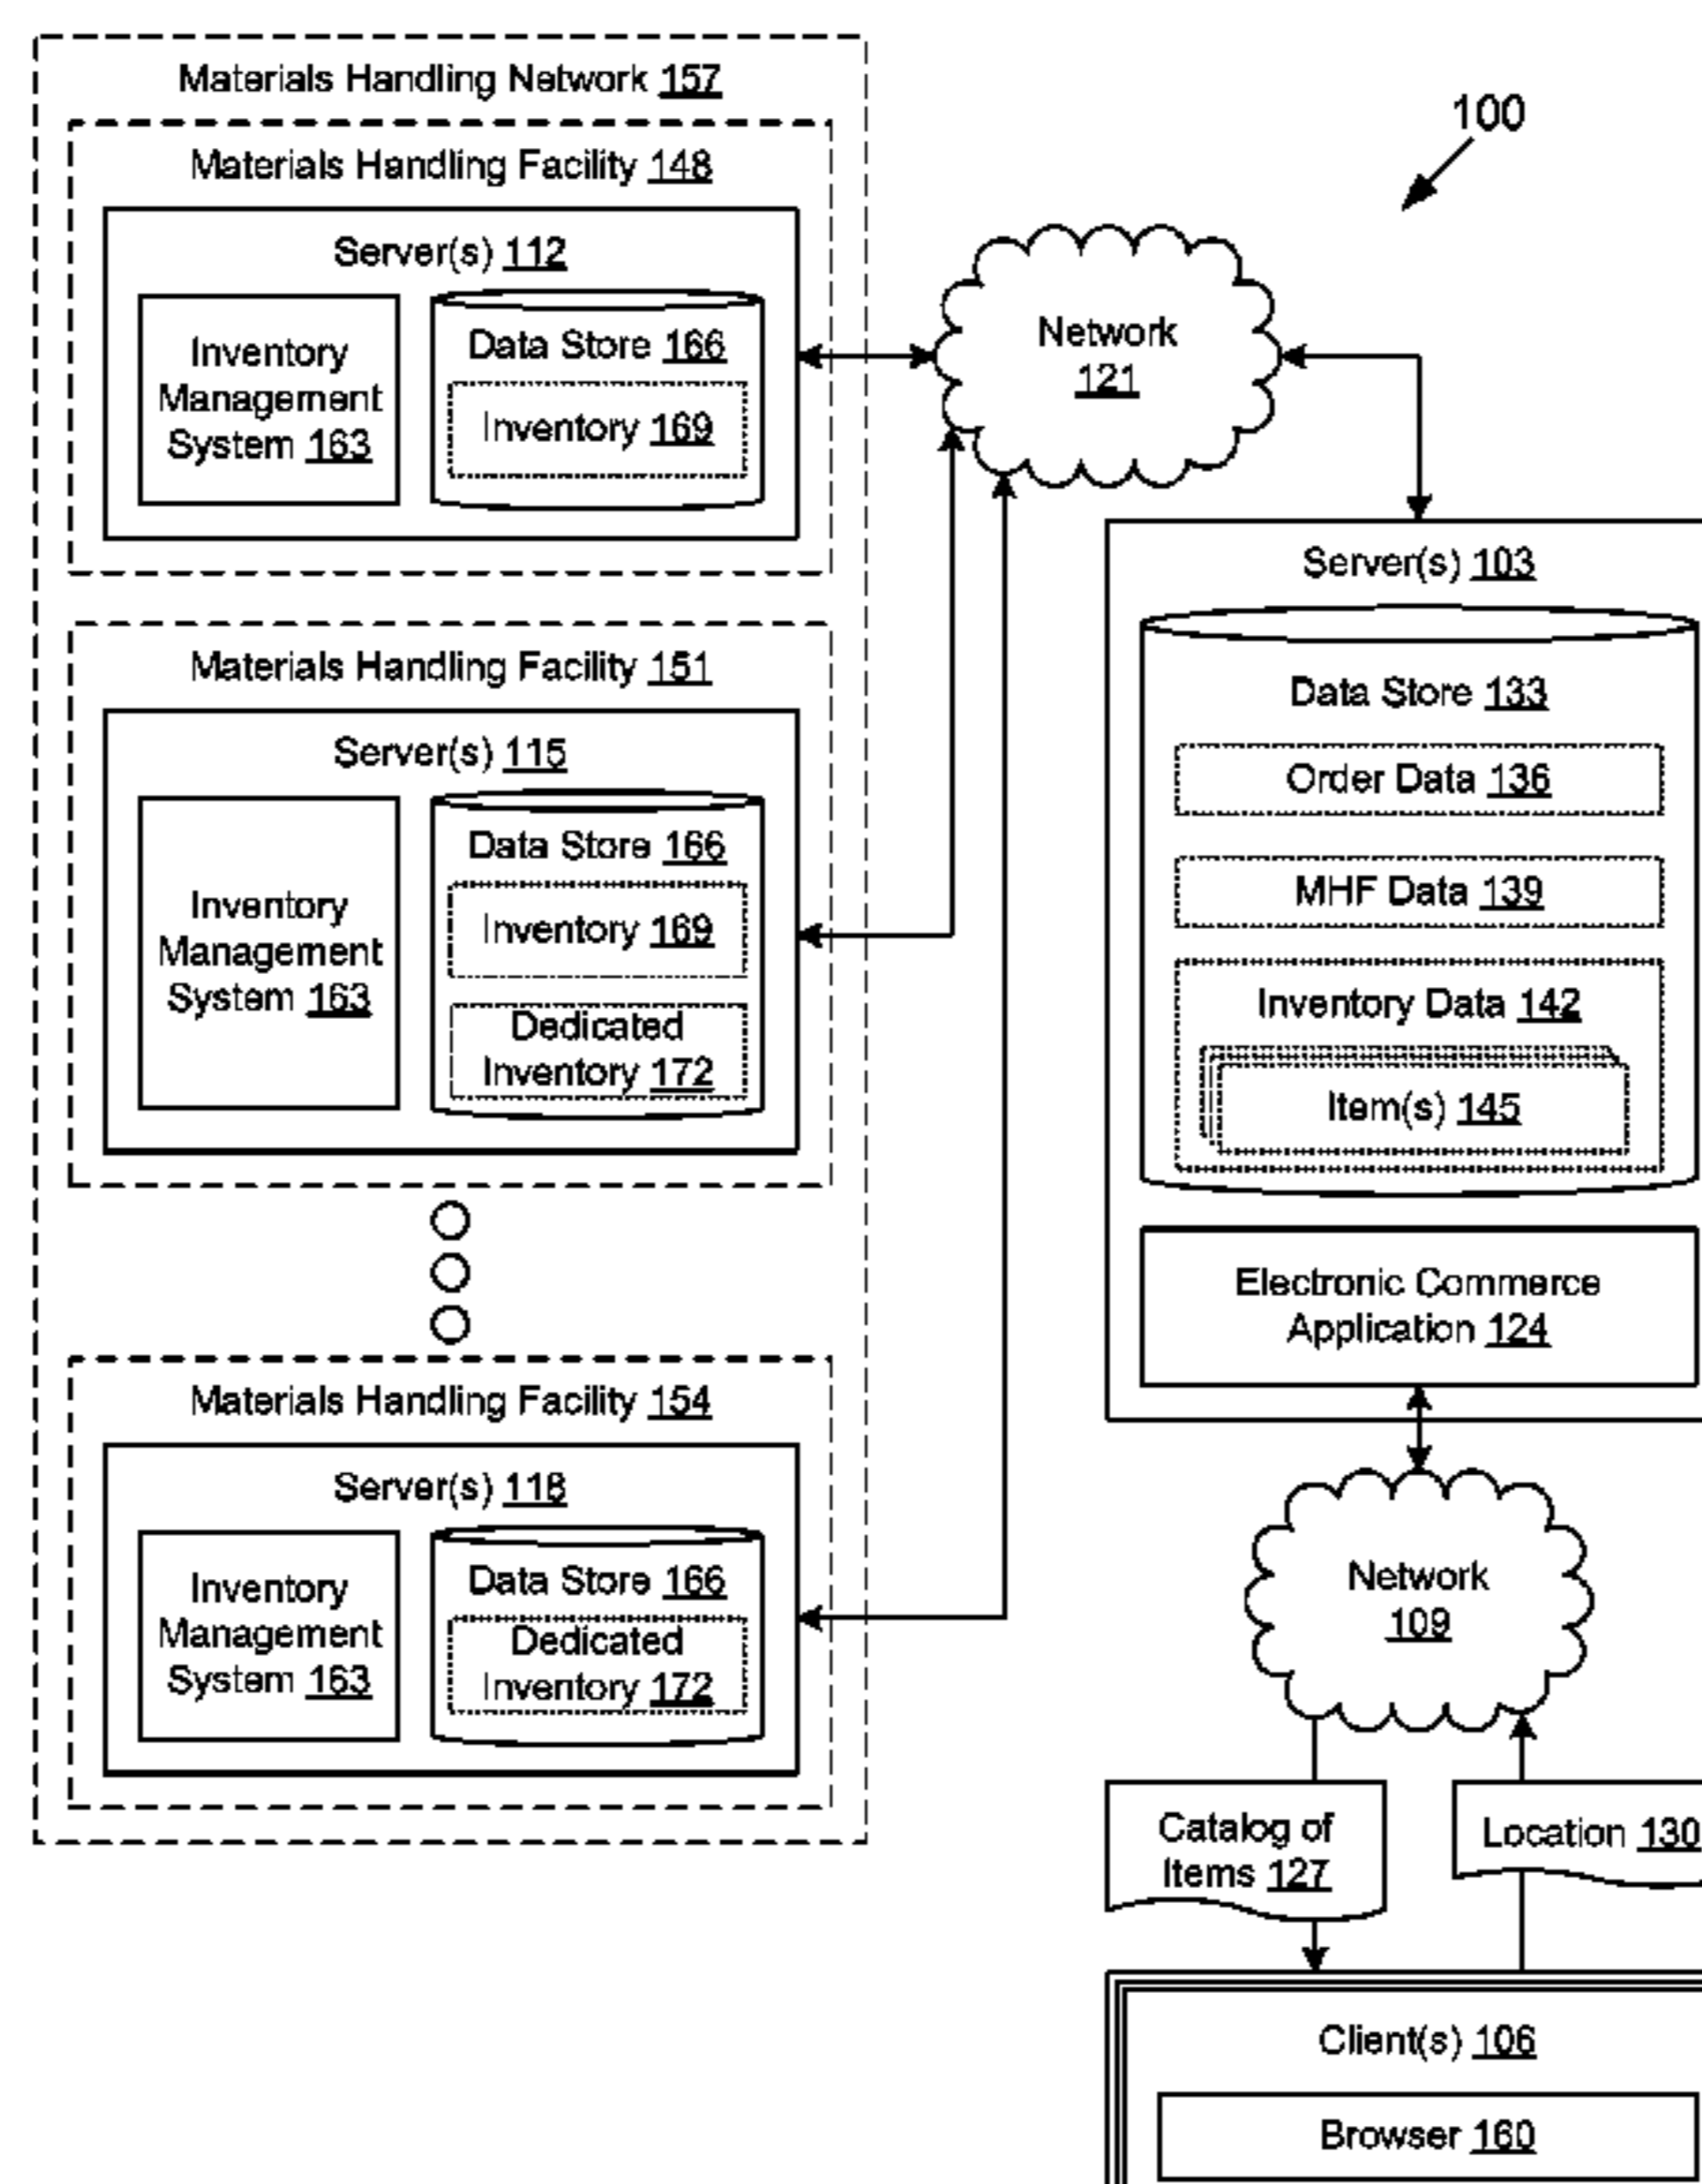 Materials Handling Network 157
Materials Handling Facility 148
Server(s) 112
Inventory
Management
System 163
Data Store 166
Inventory 169
Materials Handling Facility 151
Server(s) 115
Inventory
Management
System 163
Data Store 166
Inventory 169
Dedicated
Inventory 172
Materials Handling Facility 154
Server(s) 118
Inventory
Management
System 163
Data Store 166
Dedicated
Inventory 172
100
Network
121
Server(s) 103
Data Store 133
Order Data 136
MHF Data 139
Inventory Data 142
Item(s) 145
Electronic Commerce
Application 124
Network
109
Catalog of
Items 127
Location 130
Client(s) 106
Browser 160